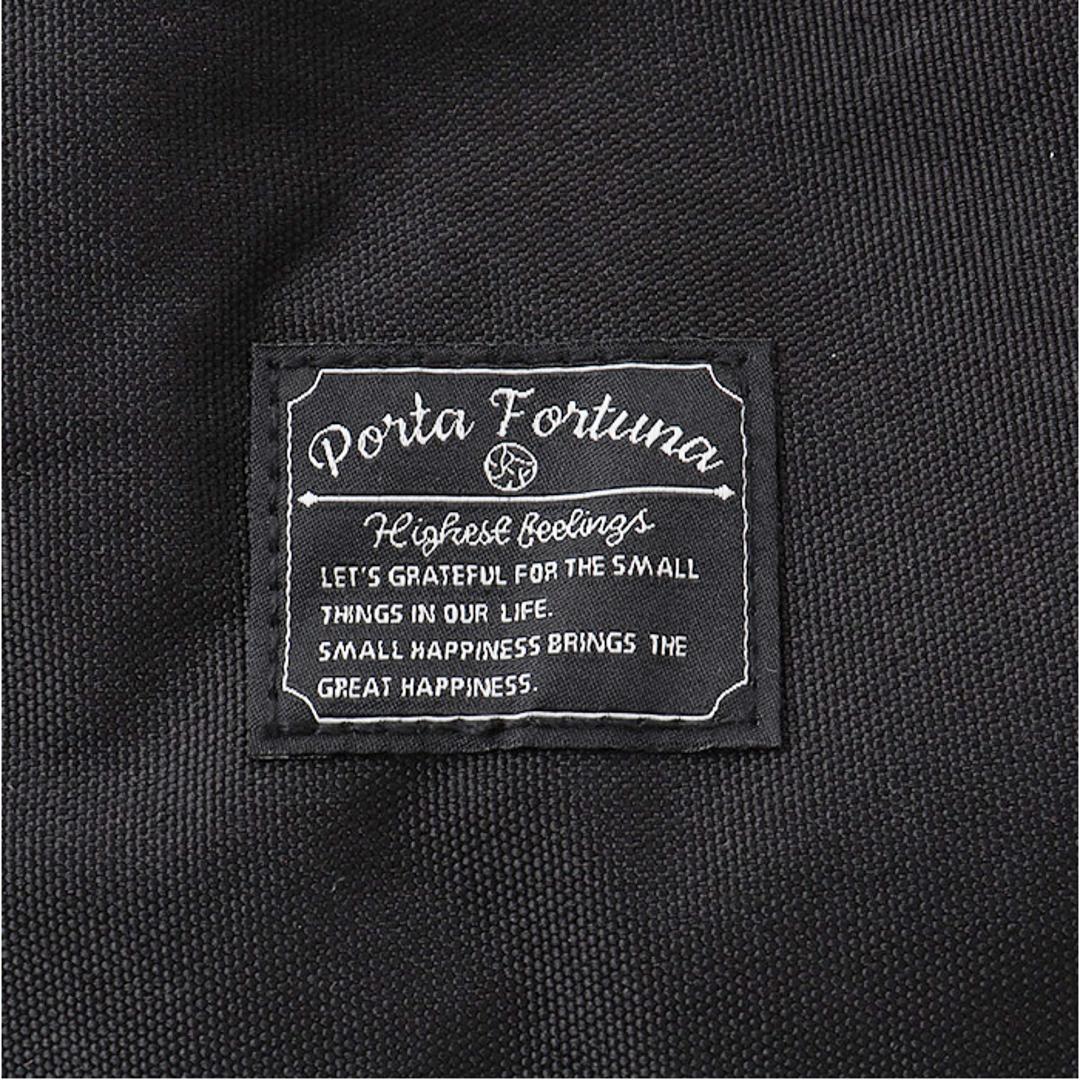 Porta Fortuna
Highest feelings
LET'S GRATEFUL FOR THE SMALL
THINGS IN OUR LIFE.
SMALL HAPPINESS BRINGS THE
GREAT HAPPINESS.